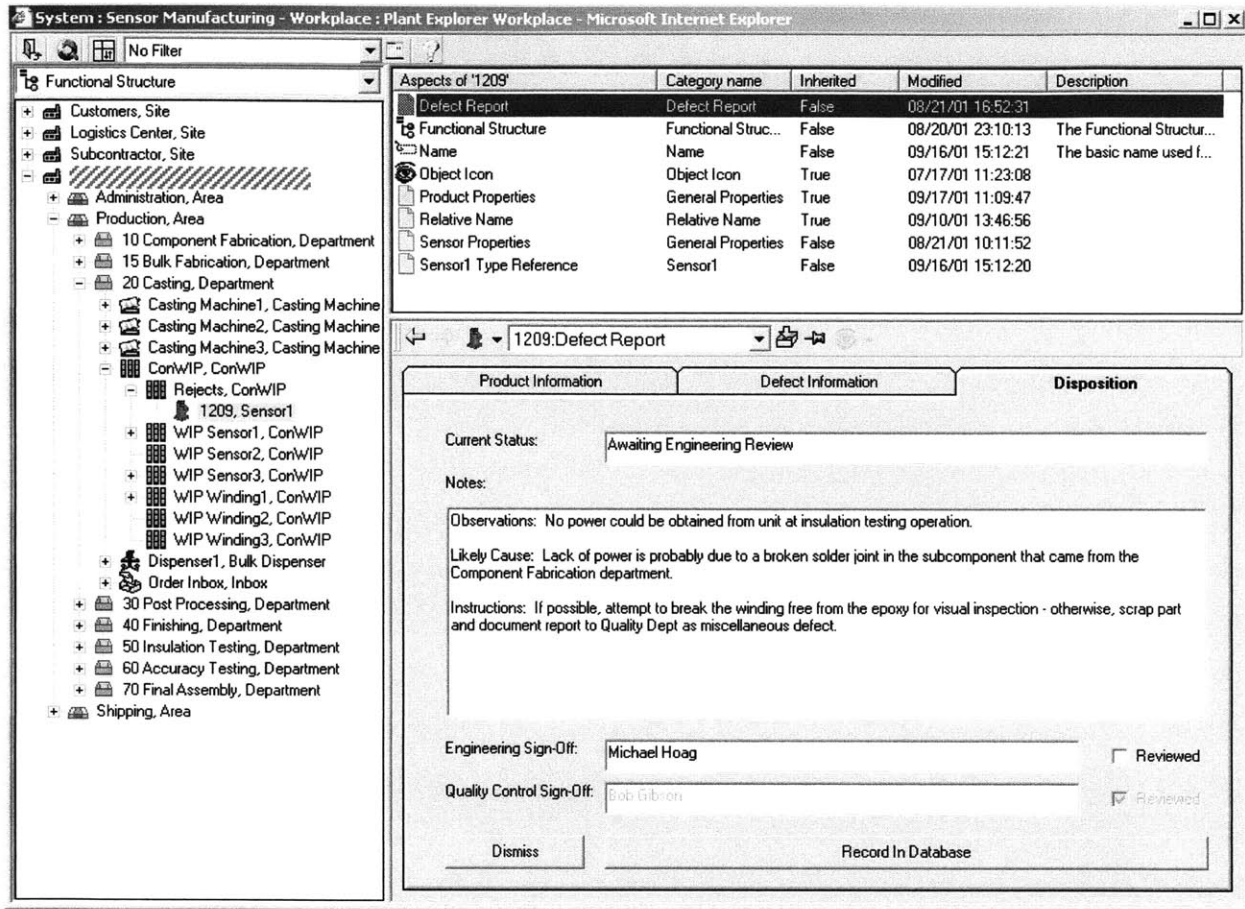 System : Sensor Manufacturing - Workplace : Plant Explorer Workplace - Microsoft Internet Explorer
No Filter
Functional Structure
Customers, Site
Logistics Center, Site
Subcontractor, Site
Administration, Area
Production, Area
10 Component Fabrication, Department
15 Bulk Fabrication, Department
20 Casting, Department
Casting Machine1, Casting Machine
Casting Machine2, Casting Machine
Casting Machine3, Casting Machine
ConWIP, ConWIP
Rejects, ConWIP
1209, Sensor1
WIP Sensor1, ConWIP
WIP Sensor2, ConWIP
WIP Sensor3, ConWIP
WIP Winding1, ConWIP
WIP Winding2, ConWIP
WIP Winding3, ConWIP
Dispenser1, Bulk Dispenser
Order Inbox, Inbox
30 Post Processing, Department
40 Finishing, Department
50 Insulation Testing, Department
60 Accuracy Testing, Department
70 Final Assembly, Department
Shipping, Area
Aspects of '1209' Category name Inherited Modified Description
Defect Report Defect Report False 08/21/01 16:52:31
Functional Structure Functional Struc... False 08/20/01 23:10:13 The Functional Structur...
Name Name False 09/16/01 15:12:21 The basic name used f...
Object Icon Object Icon True 07/17/01 11:23:08
Product Properties General Properties True 09/17/01 11:09:47
Relative Name Relative Name True 09/10/01 13:46:56
Sensor Properties General Properties False 08/21/01 10:11:52
Sensor1 Type Reference Sensor1 False 09/16/01 15:12:20
1209:Defect Report
Product Information Defect Information Disposition
Current Status: Awaiting Engineering Review
Notes:
Observations: No power could be obtained from unit at insulation testing operation.
Likely Cause: Lack of power is probably due to a broken solder joint in the subcomponent that came from the
Component Fabrication department.
Instructions: If possible, attempt to break the winding free from the epoxy for visual inspection - otherwise, scrap part
and document report to Quality Dept as miscellaneous defect.
Engineering Sign-Off: Michael Hoag Reviewed
Quality Control Sign-Off: Bob Gibson Reviewed
Dismiss Record In Database